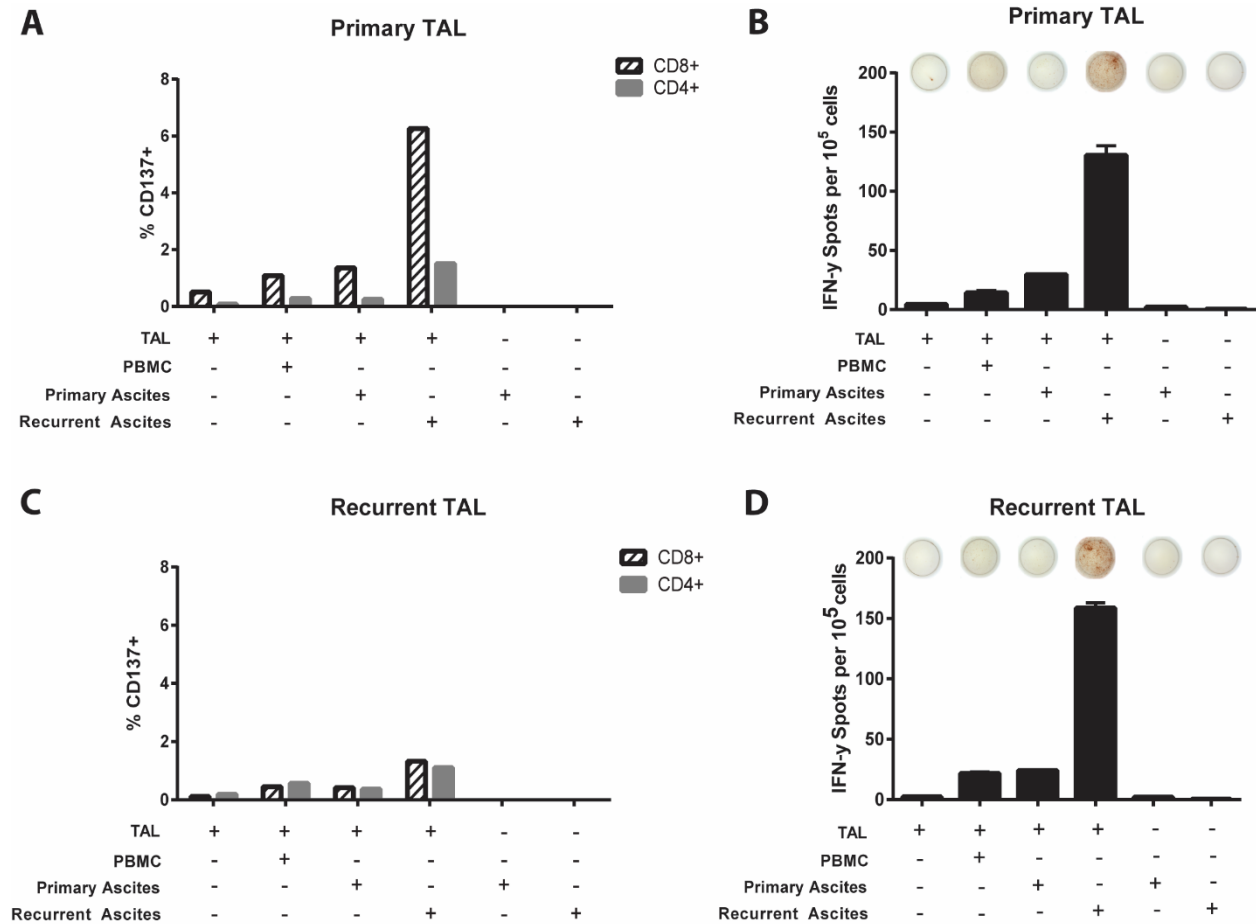 A
Primary TAL
CD8+
CD4+
8
6
4
2
0
% CD137+
TAL + + + + - -
PBMC - + - - - -
Primary Ascites - - + - + -
Recurrent Ascites - - - + - +
B
Primary TAL
200
150
100
50
0
IFN-y Spots per 10⁵ cells
TAL + + + + - -
PBMC - + - - - -
Primary Ascites - - + - + -
Recurrent Ascites - - - + - +
C
Recurrent TAL
CD8+
CD4+
8
6
4
2
0
% CD137+
TAL + + + + - -
PBMC - + - - - -
Primary Ascites - - + - + -
Recurrent Ascites - - - + - +
D
Recurrent TAL
200
150
100
50
0
IFN-y Spots per 10⁵ cells
TAL + + + + - -
PBMC - + - - - -
Primary Ascites - - + - + -
Recurrent Ascites - - - + - +